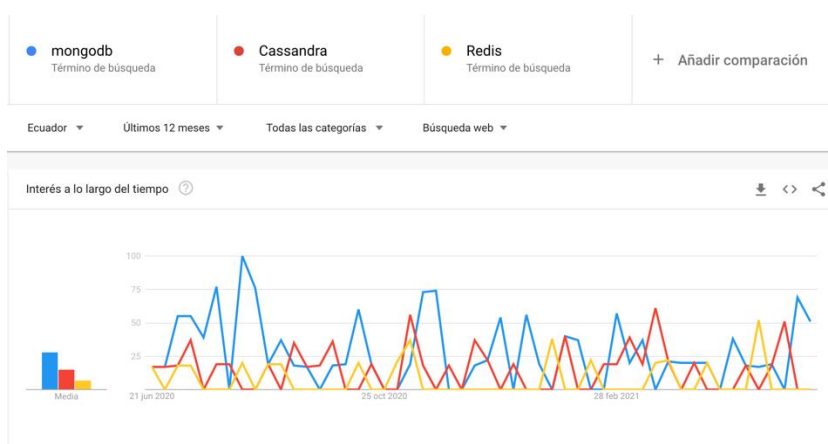 mongodb
Término de búsqueda
Cassandra
Término de búsqueda
Redis
Término de búsqueda
+ Añadir comparación
Ecuador
Últimos 12 meses
Todas las categorías
Búsqueda web
Interés a lo largo del tiempo ?
100
75
50
25
Media
21 jun 2020
25 oct 2020
28 feb 2021